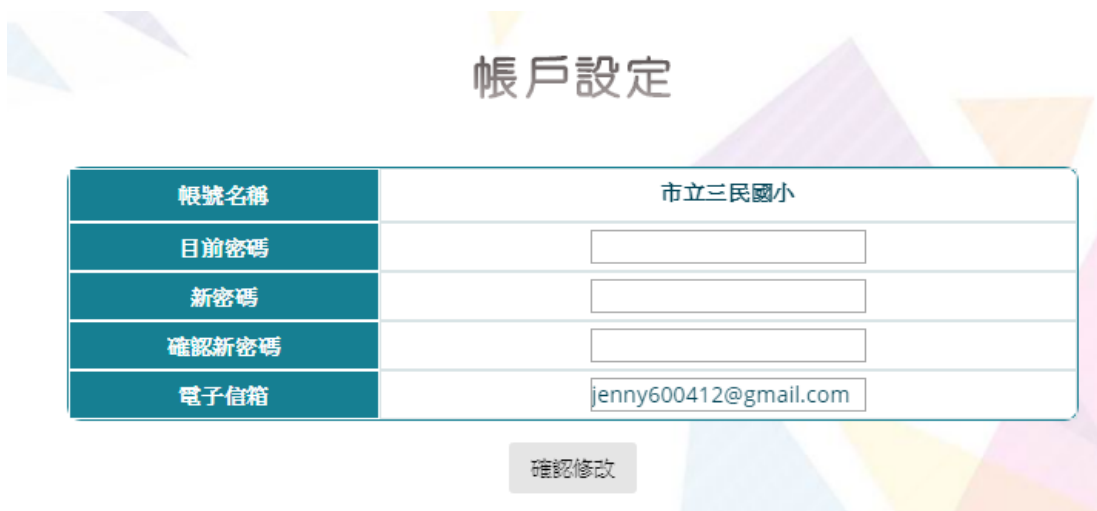 帳戶設定
帳號名稱 市立三民國小
目前密碼
新密碼
確認新密碼
電子信箱 jenny600412@gmail.com
確認修改